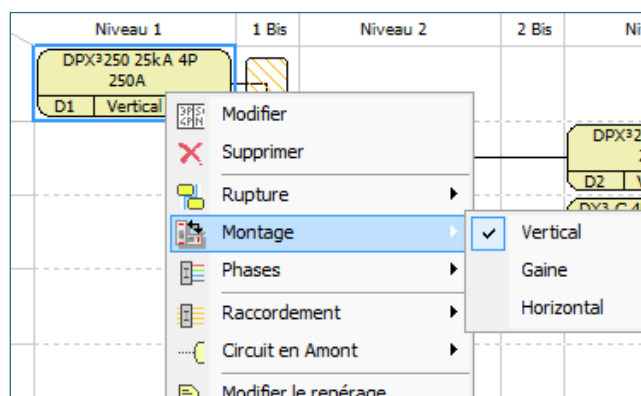 Niveau 1 1 Bis Niveau 2 2 Bis
DPX³250 25kA 4P
250A
D1 Vertical
Modifier
Supprimer
Rupture
Montage
Phases
Raccordement
Circuit en Amont
Modifier le repérage
Vertical
Gaine
Horizontal
D2